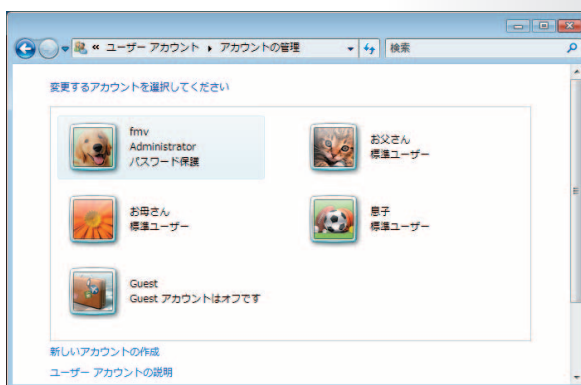 « ユーザー アカウント ▸ アカウントの管理
検索
変更するアカウントを選択してください
fmv
Administrator
パスワード保護
お父さん
標準ユーザー
お母さん
標準ユーザー
息子
標準ユーザー
Guest
Guest アカウントはオフです
新しいアカウントの作成
ユーザー アカウントの説明